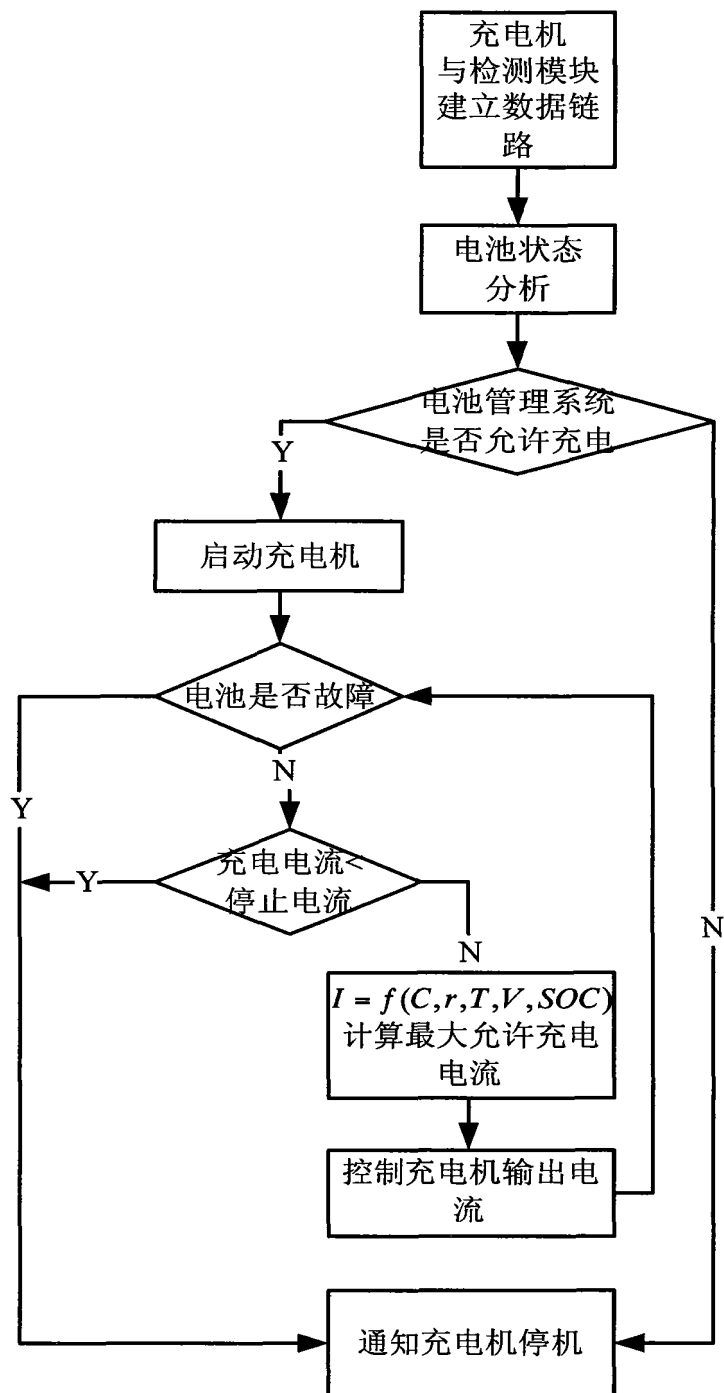 充电机
与检测模块
建立数据链
路
电池状态
分析
电池管理系统
是否允许充电
Y
启动充电机
电池是否故障
N
Y
充电电流<
停止电流
Y
N
N
I = f(C,r,T,V,SOC)
计算最大允许充电
电流
控制充电机输出电
流
通知充电机停机